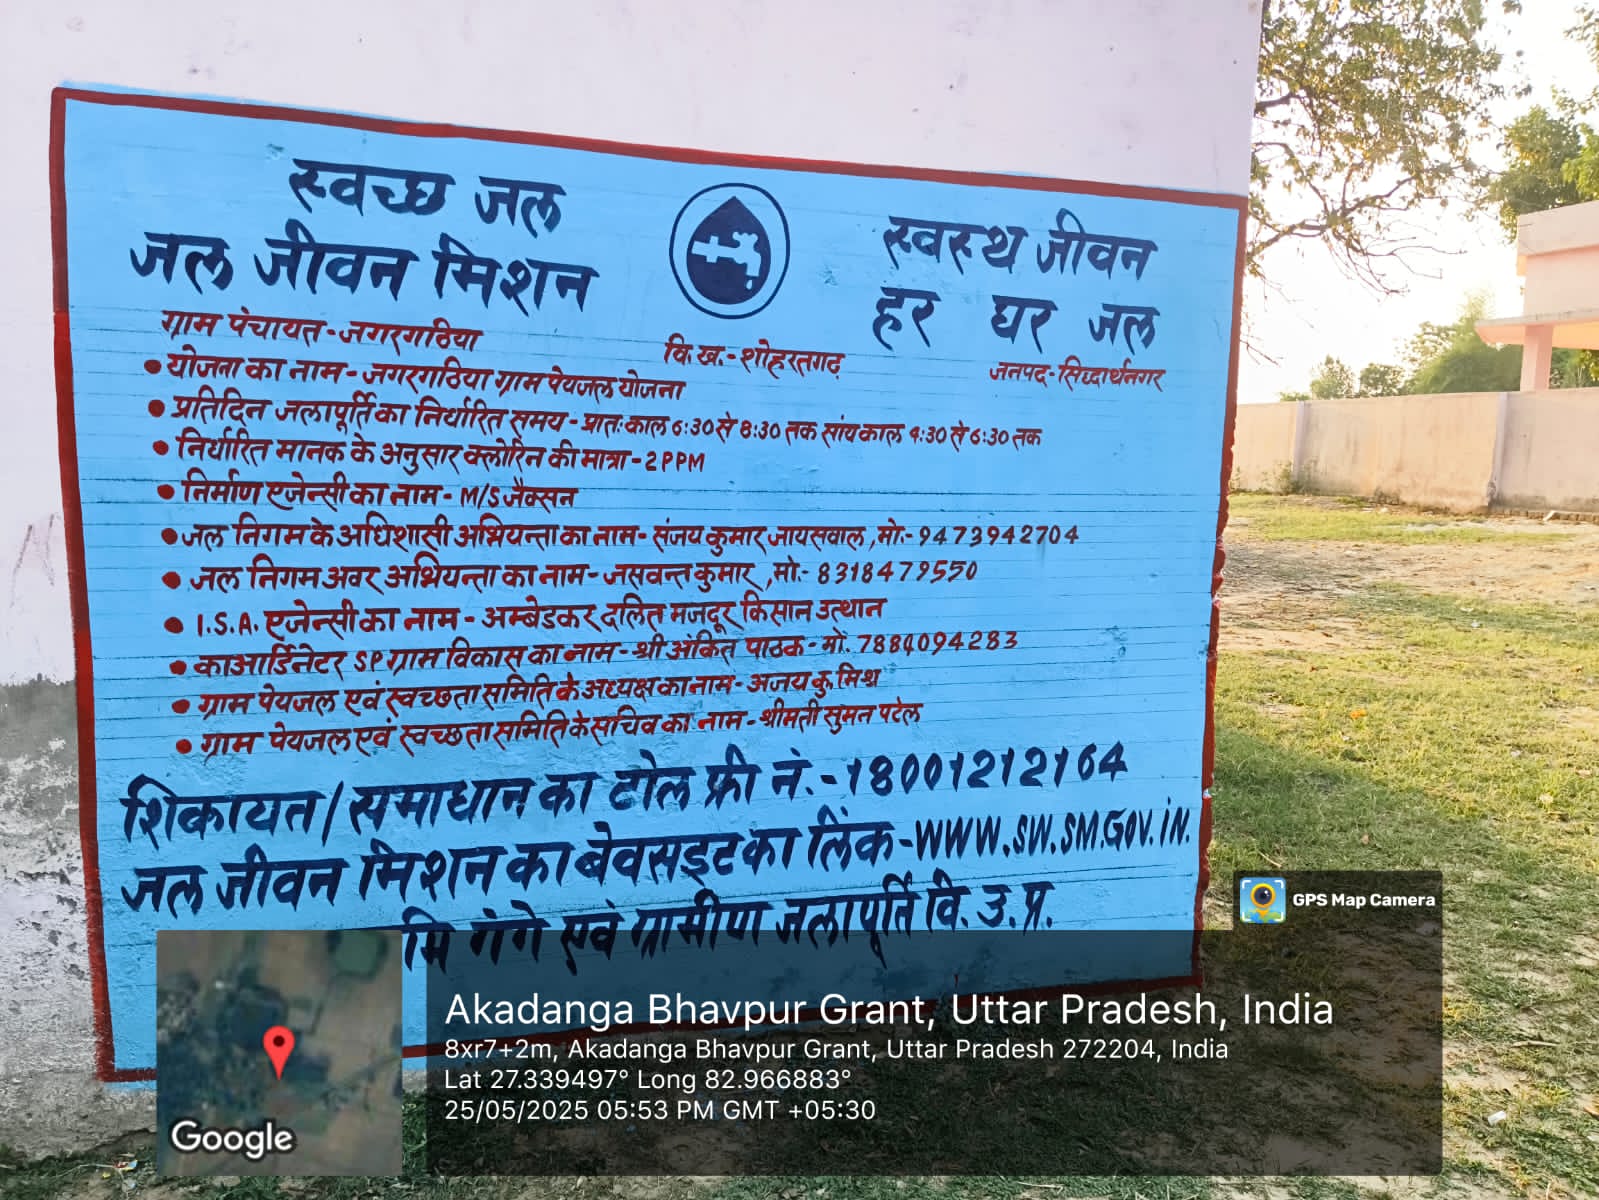 स्वच्छ जल
स्वस्थ जीवन
जल जीवन मिशन
हर घर जल
ग्राम पंचायत-जगरगठिया
वि.ख.-शोहरतगढ़
जनपद-सिद्धार्थनगर
• योजना का नाम-जगरगठिया ग्राम पेयजल योजना
• प्रतिदिन जलापूर्ति का निर्धारित समय-प्रातःकाल 6:30 से 8:30 तक सांयकाल 4:30 से 6:30 तक
• निर्धारित मानक के अनुसार क्लोरिन की मात्रा-2PPM
• निर्माण एजेन्सी का नाम-M/S जैक्सन
• जल निगम के अधिशासी अभियन्ता का नाम-संजय कुमार जायसवाल,मो:-9473942704
• जल निगम अवर अभियन्ता का नाम-जसवन्त कुमार,मो:-8318479550
• I.S.A. एजेन्सी का नाम-अम्बेडकर दलित मजदूर किसान उत्थान
• काआर्डिनेटर SP ग्राम विकास का नाम-श्री अंकित पाठक-मो. 7884094283
• ग्राम पेयजल एवं स्वच्छता समिति के अध्यक्ष का नाम-अजय कु. मिश्र
• ग्राम पेयजल एवं स्वच्छता समिति के सचिव का नाम-श्रीमती सुमन पटेल
शिकायत/समाधान का टोल फ्री नं.-18001212164
जल जीवन मिशन का बेवसइट का लिंक-WWW.SW.SM.GOV.iN.
मि गंगे एवं ग्रामीण जलापूर्ति वि. उ.प्र.
GPS Map Camera
Akadanga Bhavpur Grant, Uttar Pradesh, India
8xr7+2m, Akadanga Bhavpur Grant, Uttar Pradesh 272204, India
Lat 27.339497° Long 82.966883°
25/05/2025 05:53 PM GMT +05:30
Google